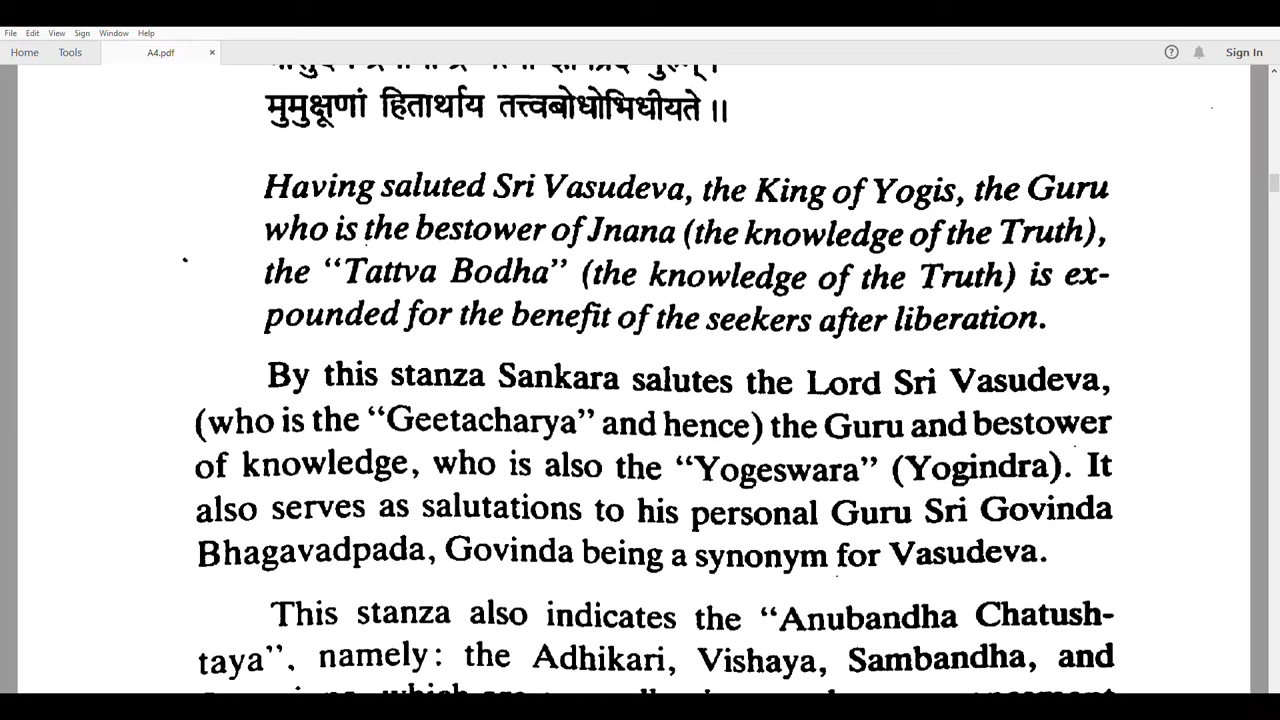 File Edit View Sign Window Help
Home Tools A4.pdf × ? Sign In
मुमुक्षूणां हितार्थाय तत्त्वबोधोभिधीयते ।।
Having saluted Sri Vasudeva, the King of Yogis, the Guru
who is the bestower of Jnana (the knowledge of the Truth),
the “Tattva Bodha” (the knowledge of the Truth) is ex-
pounded for the benefit of the seekers after liberation.
By this stanza Sankara salutes the Lord Sri Vasudeva,
(who is the “Geetacharya” and hence) the Guru and bestower
of knowledge, who is also the “Yogeswara” (Yogindra). It
also serves as salutations to his personal Guru Sri Govinda
Bhagavadpada, Govinda being a synonym for Vasudeva.
This stanza also indicates the “Anubandha Chatush-
taya”, namely: the Adhikari, Vishaya, Sambandha, and